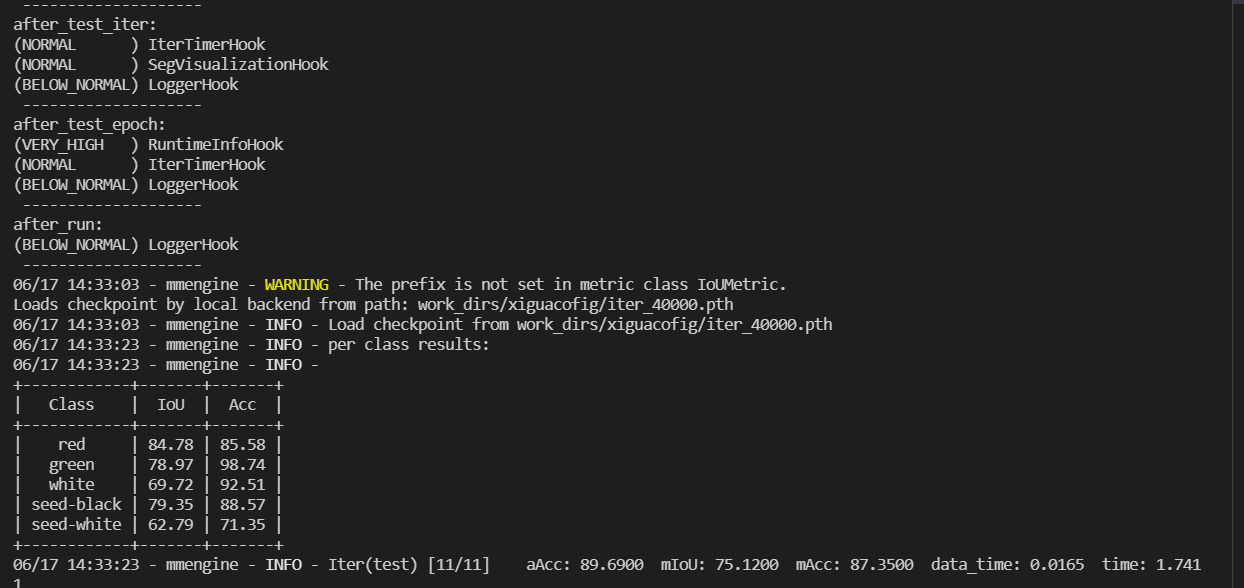 --------------------
after_test_iter:
(NORMAL      ) IterTimerHook
(NORMAL      ) SegVisualizationHook
(BELOW_NORMAL) LoggerHook
--------------------
after_test_epoch:
(VERY_HIGH   ) RuntimeInfoHook
(NORMAL      ) IterTimerHook
(BELOW_NORMAL) LoggerHook
--------------------
after_run:
(BELOW_NORMAL) LoggerHook
--------------------
06/17 14:33:03 - mmengine - WARNING - The prefix is not set in metric class IoUMetric.
Loads checkpoint by local backend from path: work_dirs/xiguacofig/iter_40000.pth
06/17 14:33:03 - mmengine - INFO - Load checkpoint from work_dirs/xiguacofig/iter_40000.pth
06/17 14:33:23 - mmengine - INFO - per class results:
06/17 14:33:23 - mmengine - INFO -
+------------+-------+-------+
|   Class    |  IoU  |  Acc  |
+------------+-------+-------+
|    red     | 84.78 | 85.58 |
|   green    | 78.97 | 98.74 |
|   white    | 69.72 | 92.51 |
| seed-black | 79.35 | 88.57 |
| seed-white | 62.79 | 71.35 |
+------------+-------+-------+
06/17 14:33:23 - mmengine - INFO - Iter(test) [11/11]    aAcc: 89.6900  mIoU: 75.1200  mAcc: 87.3500  data_time: 0.0165  time: 1.741
1